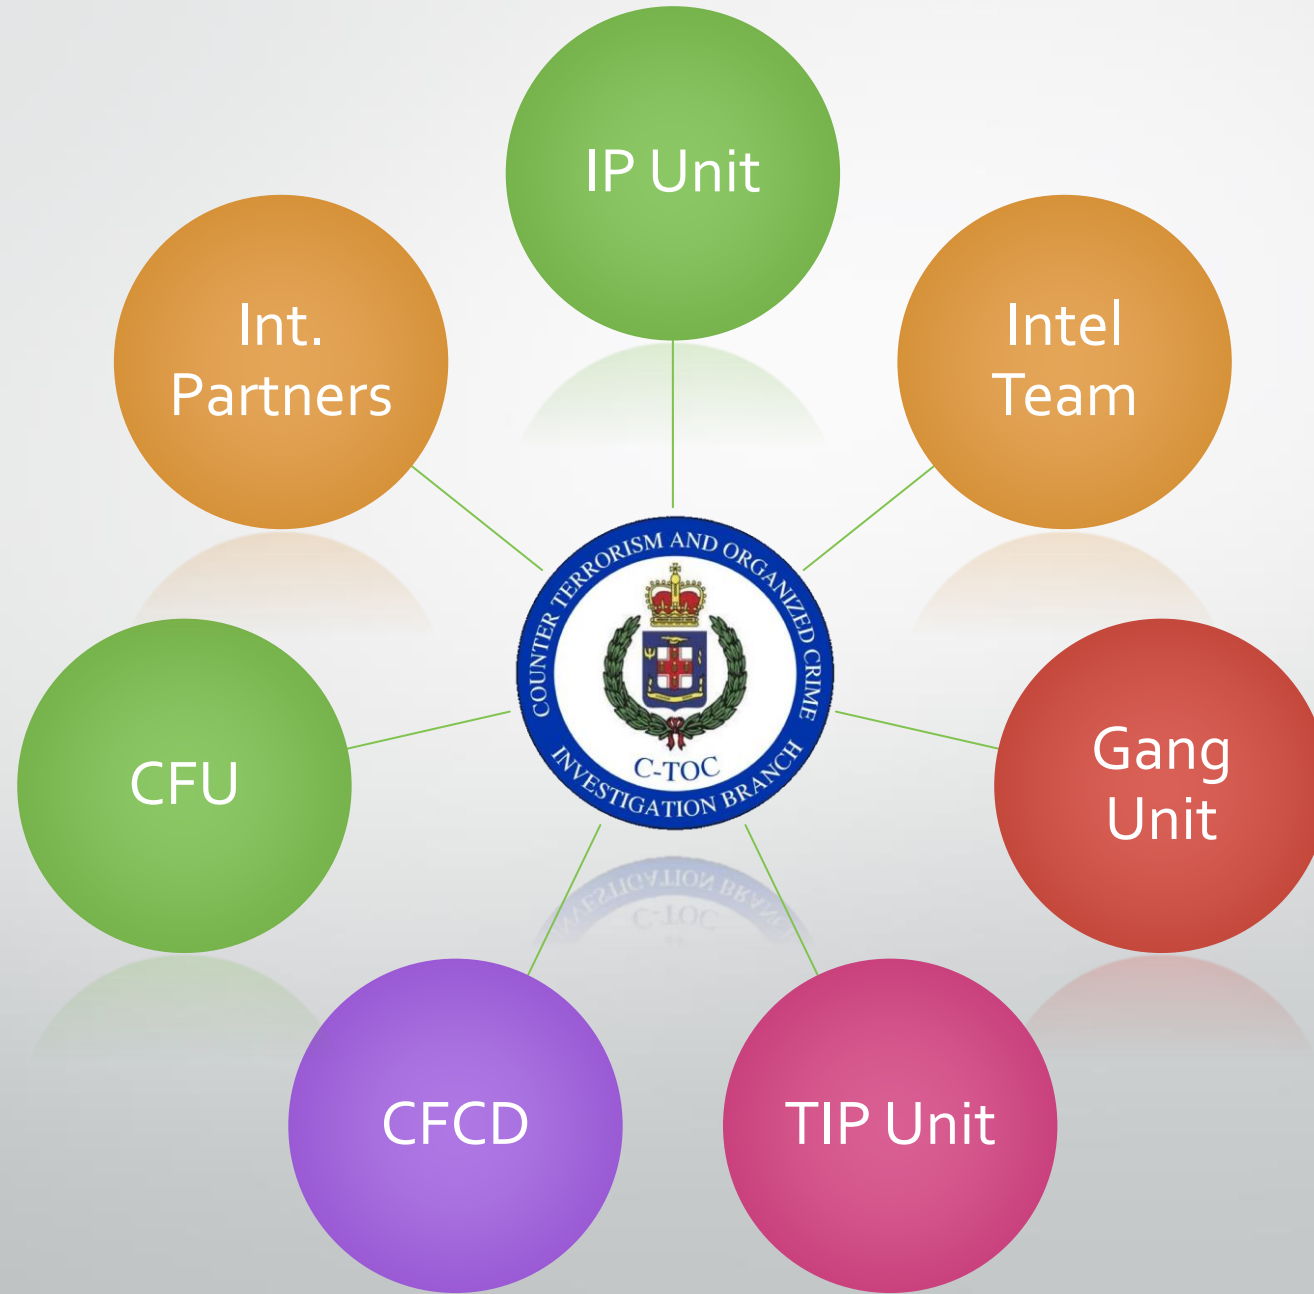 IP Unit
Int.
Partners
Intel
Team
COUNTER TERRORISM AND ORGANIZED CRIME
INVESTIGATION BRANCH
C-TOC
CFU
Gang
Unit
CFCD
TIP Unit